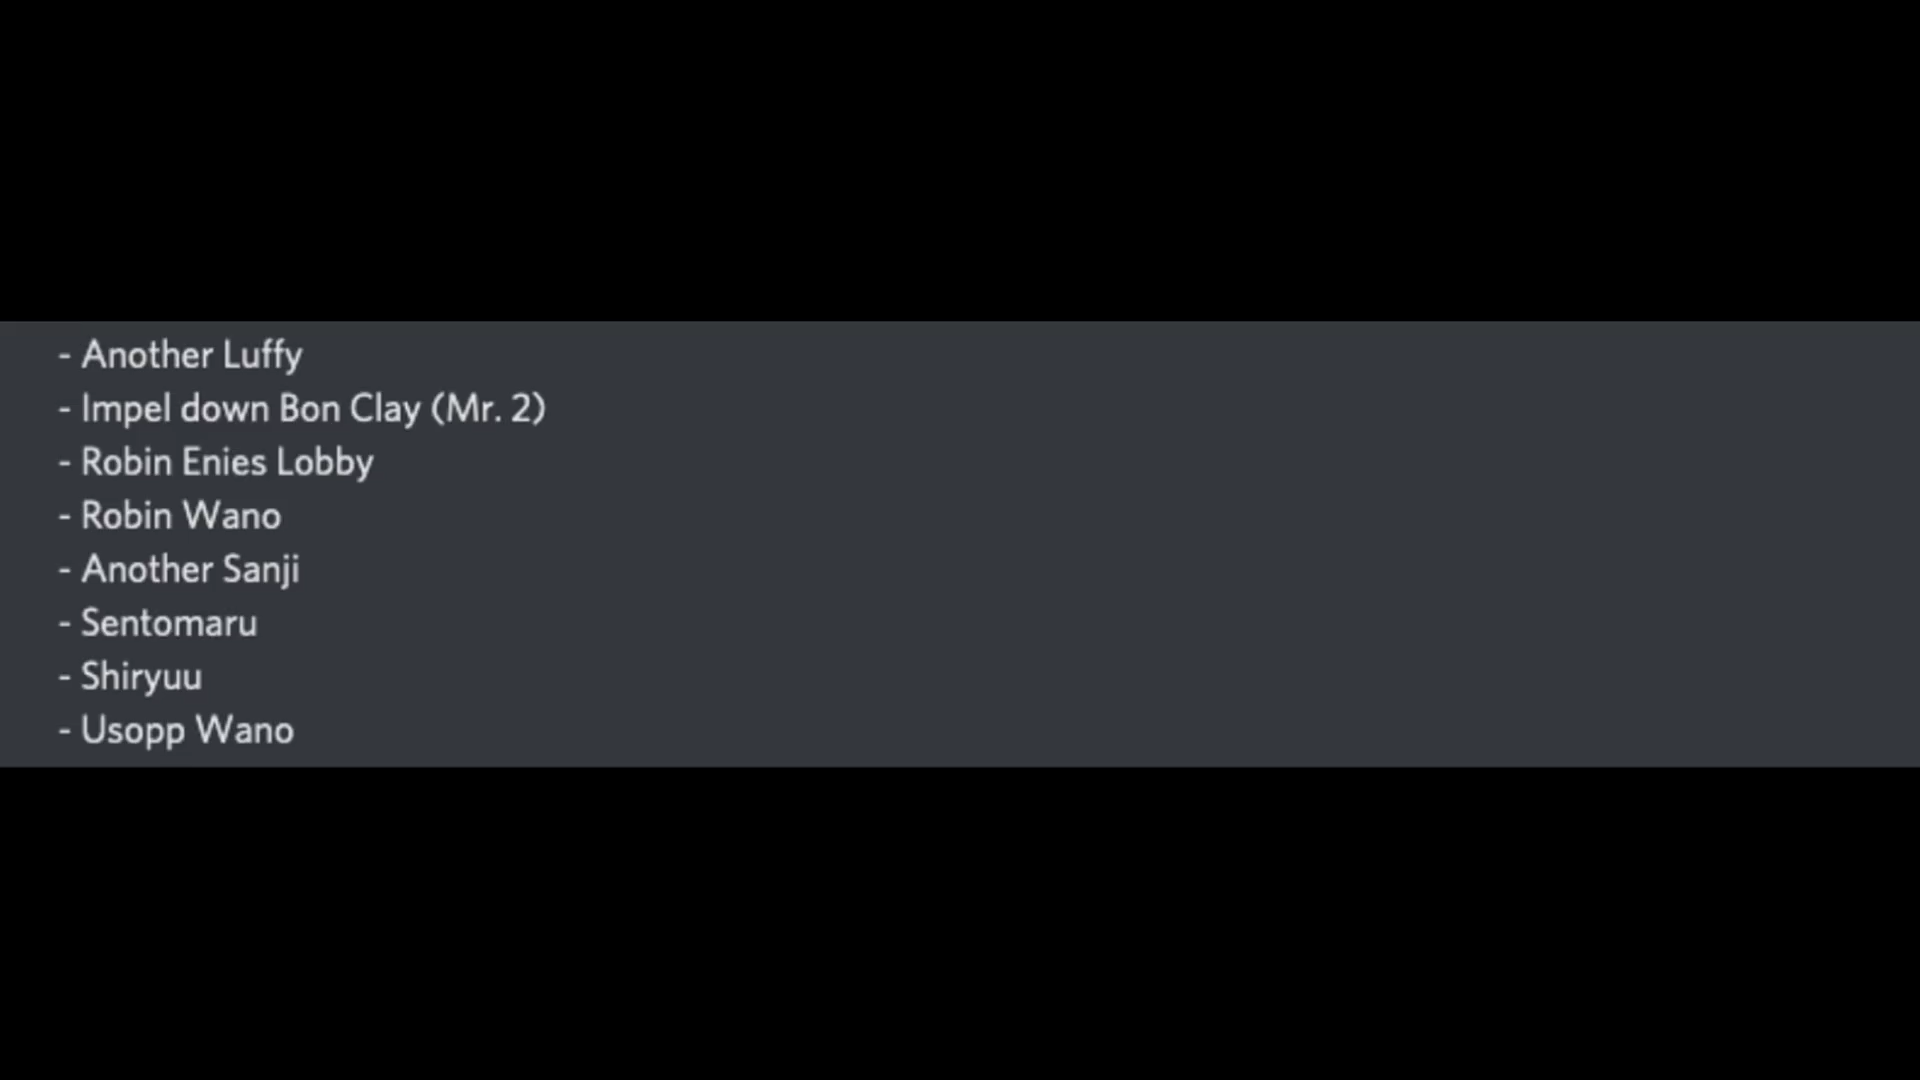 - Another Luffy
- Impel down Bon Clay (Mr. 2)
- Robin Enies Lobby
- Robin Wano
- Another Sanji
- Sentomaru
- Shiryuu
- Usopp Wano